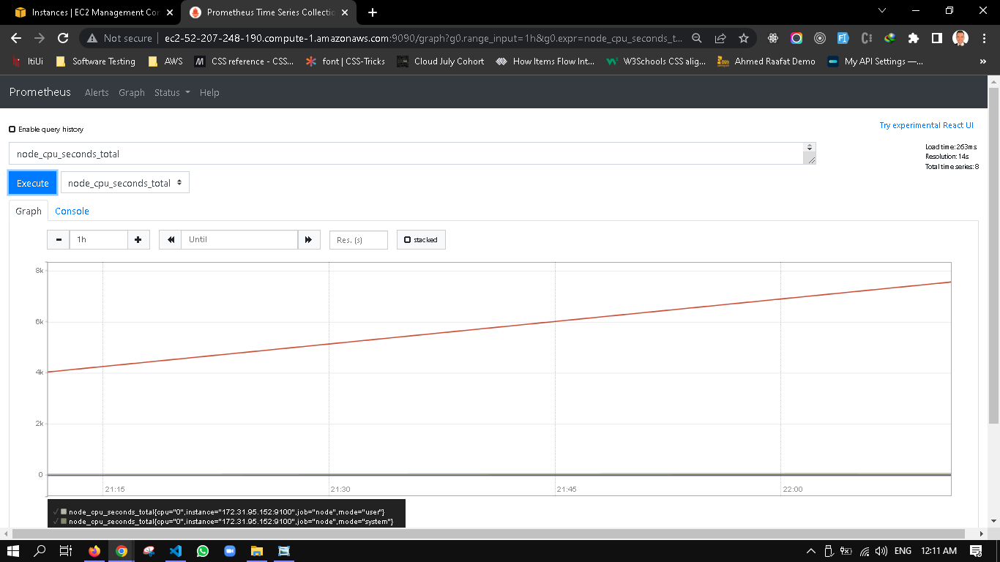 Instances | EC2 Management Con
Prometheus Time Series Collectio
Not secure
ec2-52-207-248-190.compute-1.amazonaws.com:9090/graph?g0.range_input=1h&g0.expr=node_cpu_seconds_t...
ItiUi
Software Testing
AWS
CSS reference - CSS...
font | CSS-Tricks
Cloud July Cohort
How Items Flow Int...
W3Schools CSS alig...
Ahmed Raafat Demo
My API Settings —...
»
Prometheus
Alerts
Graph
Status
Help
Try experimental React UI
Enable query history
node_cpu_seconds_total
Load time: 263ms
Resolution: 14s
Total time series: 8
Execute
node_cpu_seconds_total
Graph
Console
1h
Until
Res. (s)
stacked
8k
6k
4k
2k
0
21:15
21:30
21:45
22:00
✓ node_cpu_seconds_total{cpu="0",instance="172.31.95.152:9100",job="node",mode="user"}
✓ node_cpu_seconds_total{cpu="0",instance="172.31.95.152:9100",job="node",mode="system"}
ENG
12:11 AM